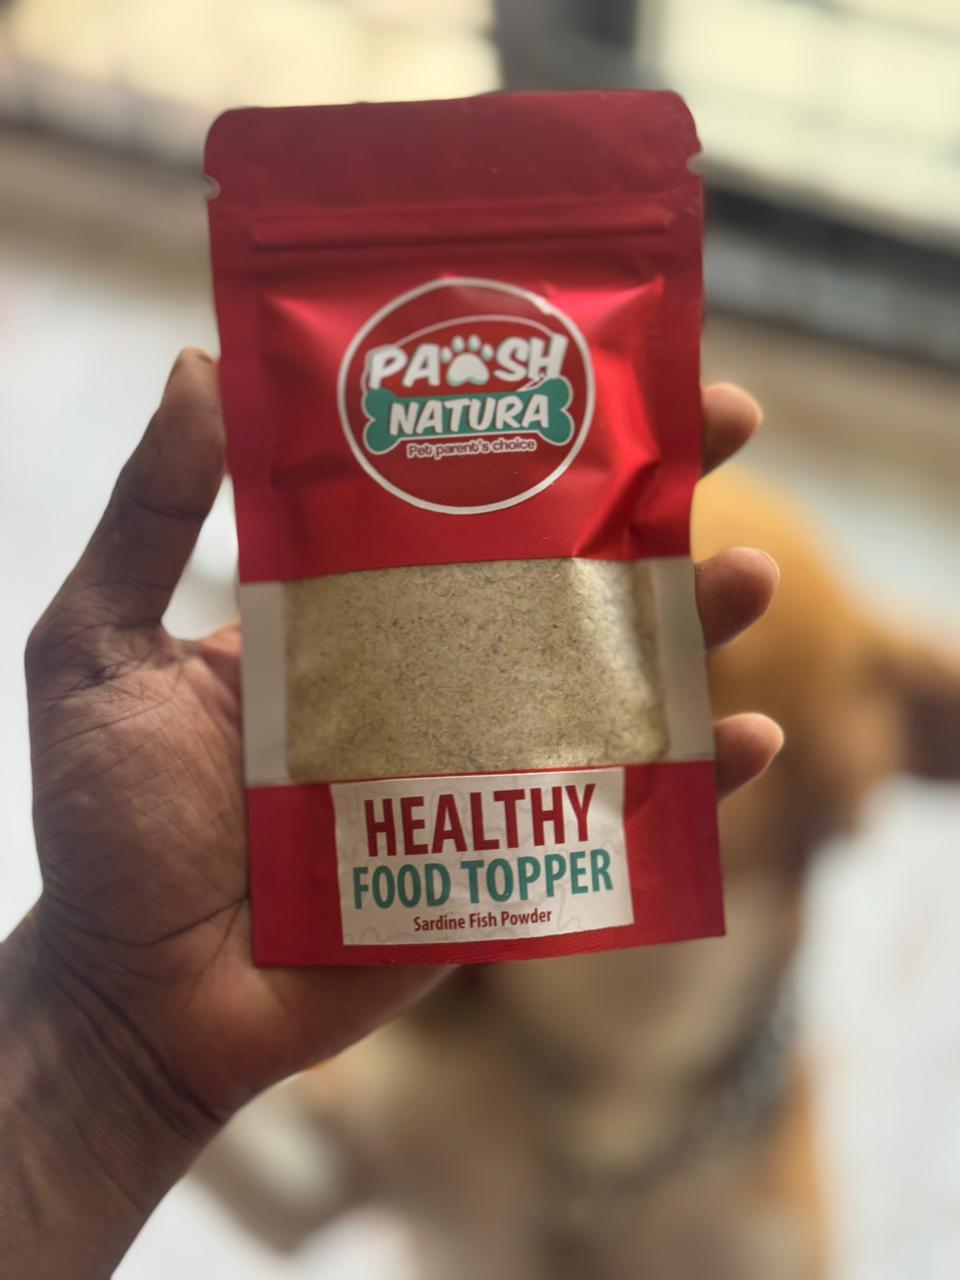 PAWSH
NATURA
Pet parent's choice
HEALTHY
FOOD TOPPER
Sardine Fish Powder